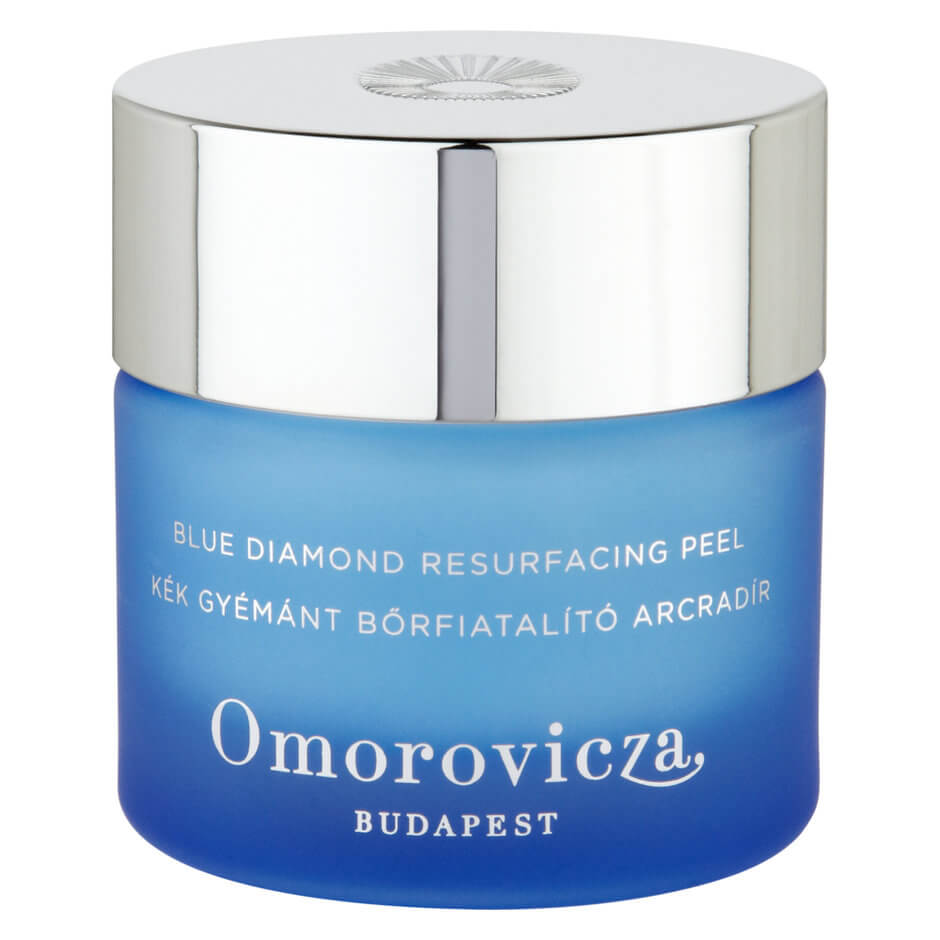 BLUE DIAMOND RESURFACING PEEL
KÉK GYÉMÁNT BŐRFIATALÍTÓ ARCRADÍR
Omorovicza
BUDAPEST